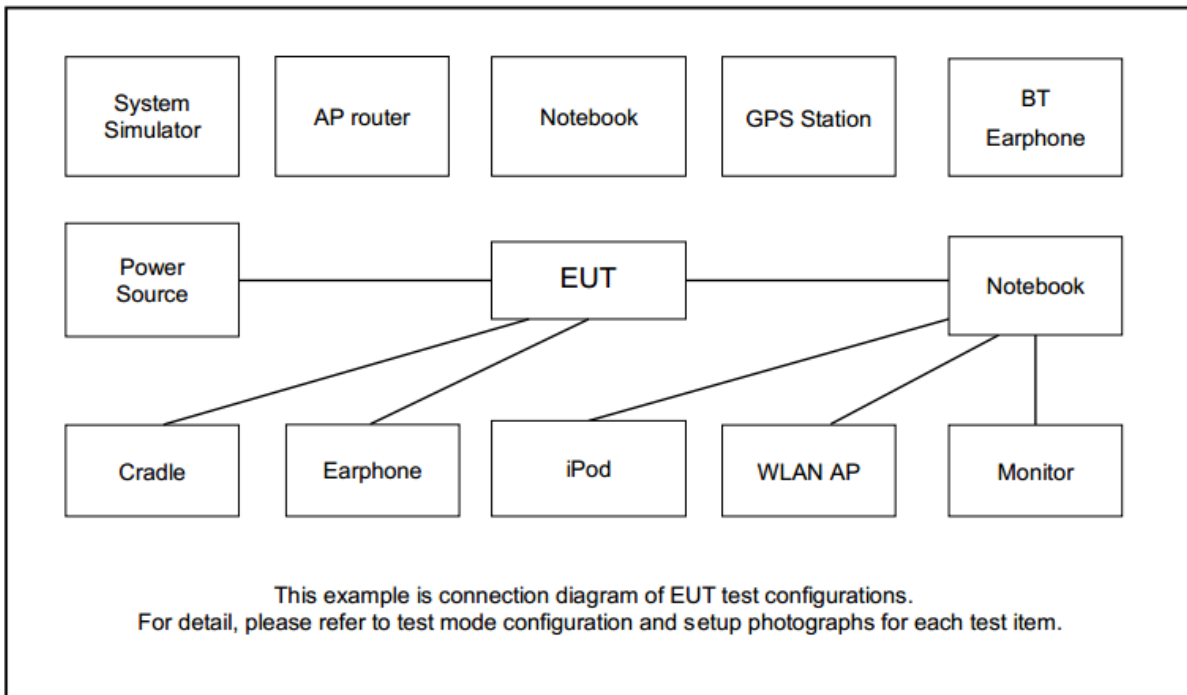 System
Simulator
AP router
Notebook
GPS Station
BT
Earphone
Power
Source
EUT
Notebook
Cradle
Earphone
iPod
WLAN AP
Monitor
This example is connection diagram of EUT test configurations.
For detail, please refer to test mode configuration and setup photographs for each test item.